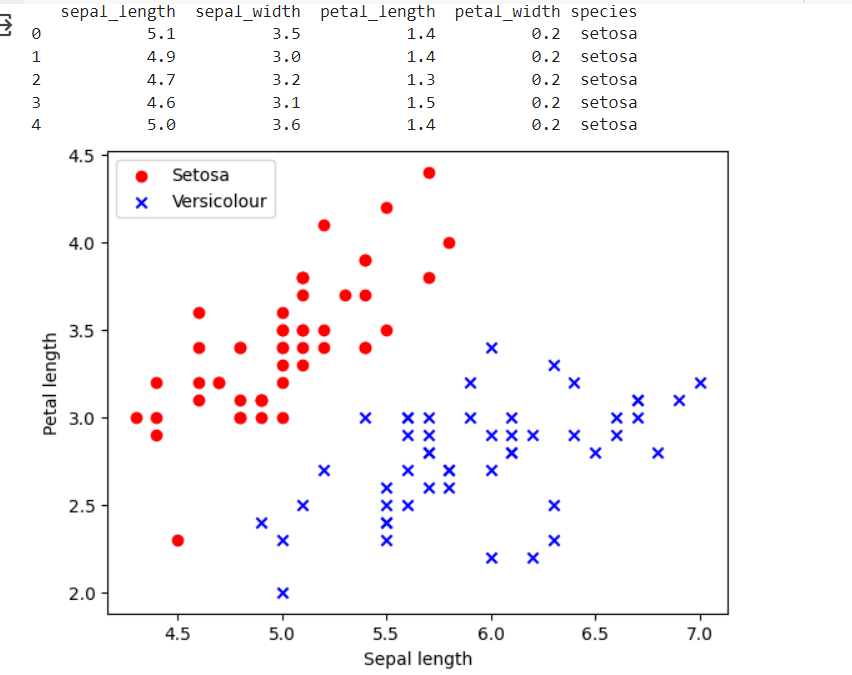 sepal_length sepal_width petal_length petal_width species
0 5.1 3.5 1.4 0.2 setosa
1 4.9 3.0 1.4 0.2 setosa
2 4.7 3.2 1.3 0.2 setosa
3 4.6 3.1 1.5 0.2 setosa
4 5.0 3.6 1.4 0.2 setosa
Setosa
Versicolour
4.5
4.0
3.5
3.0
2.5
2.0
Petal length
4.5 5.0 5.5 6.0 6.5 7.0
Sepal length